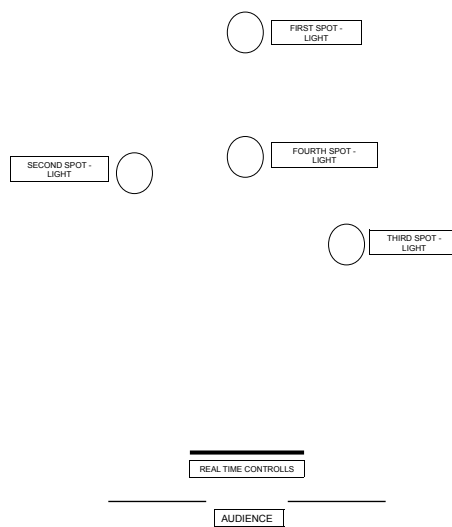 FIRST SPOT -
LIGHT
FOURTH SPOT -
LIGHT
SECOND SPOT -
LIGHT
THIRD SPOT -
LIGHT
REAL TIME CONTROLLS
AUDIENCE